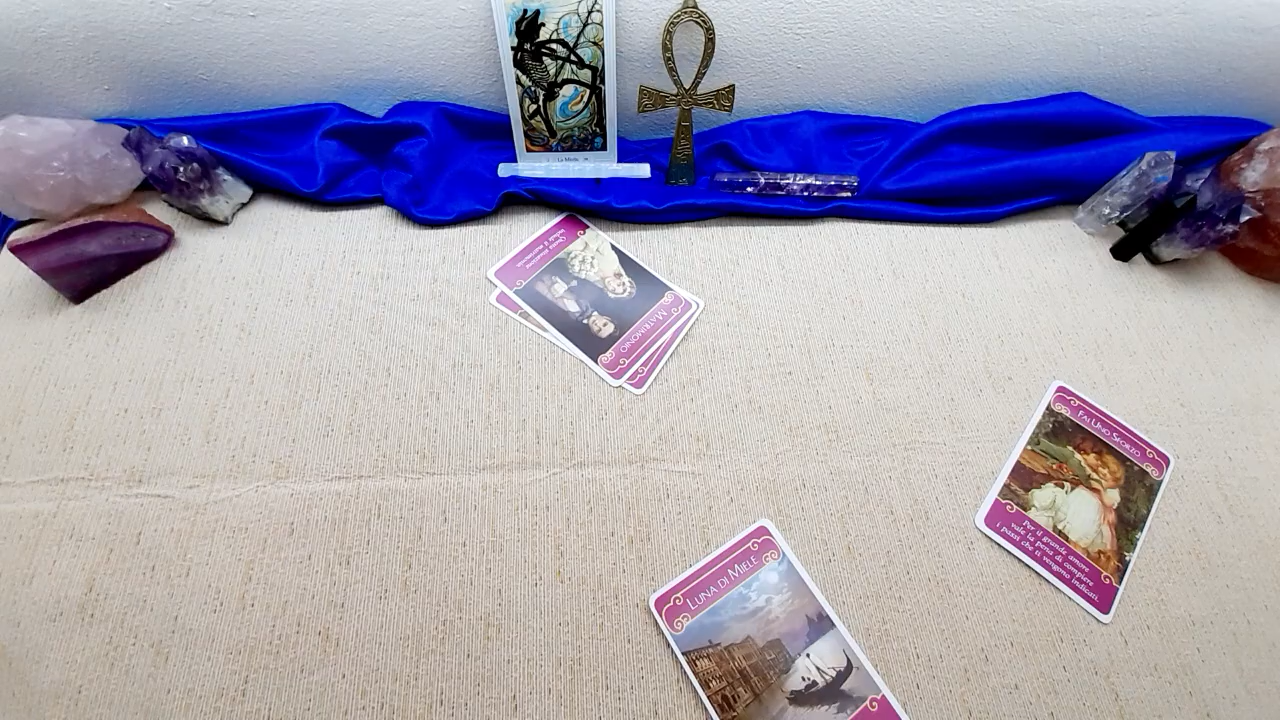 MATRIMONIO
FAI UNO SFORZO
Per il grande amore
vale la pena di compiere
i passi che ti vengono indicati.
LUNA DI MIELE